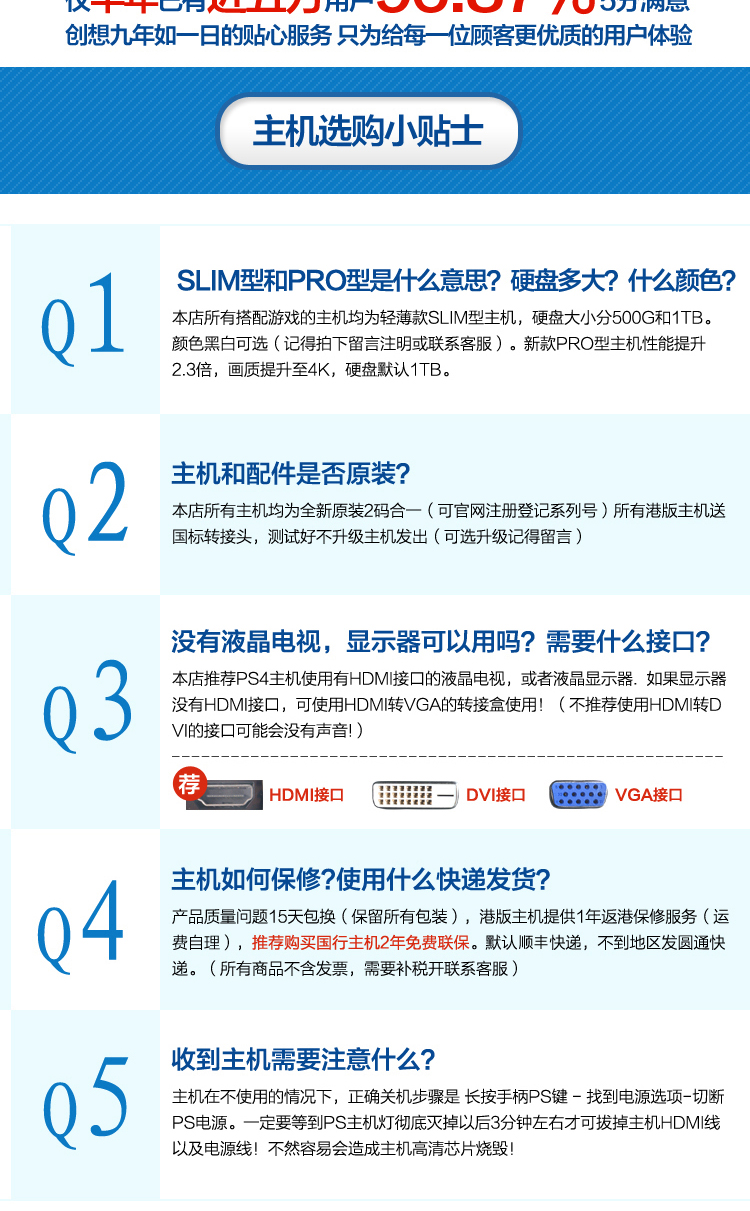 创想九年如一日的贴心服务 只为给每一位顾客更优质的用户体验
主机选购小贴士
Q1
SLIM型和PRO型是什么意思？硬盘多大？什么颜色？
本店所有搭配游戏的主机均为轻薄款SLIM型主机，硬盘大小分500G和1TB。
颜色黑白可选（记得拍下留言注明或联系客服）。新款PRO型主机性能提升
2.3倍，画质提升至4K，硬盘默认1TB。
Q2
主机和配件是否原装？
本店所有主机均为全新原装2码合一（可官网注册登记系列号）所有港版主机送
国标转接头，测试好不升级主机发出（可选升级记得留言）
Q3
没有液晶电视，显示器可以用吗？需要什么接口？
本店推荐PS4主机使用有HDMI接口的液晶电视，或者液晶显示器. 如果显示器
没有HDMI接口，可使用HDMI转VGA的转接盒使用！（不推荐使用HDMI转D
VI的接口可能会没有声音！）
荐 HDMI接口 DVI接口 VGA接口
Q4
主机如何保修?使用什么快递发货?
产品质量问题15天包换（保留所有包装），港版主机提供1年返港保修服务（运
费自理），推荐购买国行主机2年免费联保。默认顺丰快递，不到地区发圆通快
递。（所有商品不含发票，需要补税开联系客服）
Q5
收到主机需要注意什么?
主机在不使用的情况下，正确关机步骤是 长按手柄PS键 – 找到电源选项–切断
PS电源。一定要等到PS主机灯彻底灭掉以后3分钟左右才可拔掉主机HDMI线
以及电源线！不然容易会造成主机高清芯片烧毁！